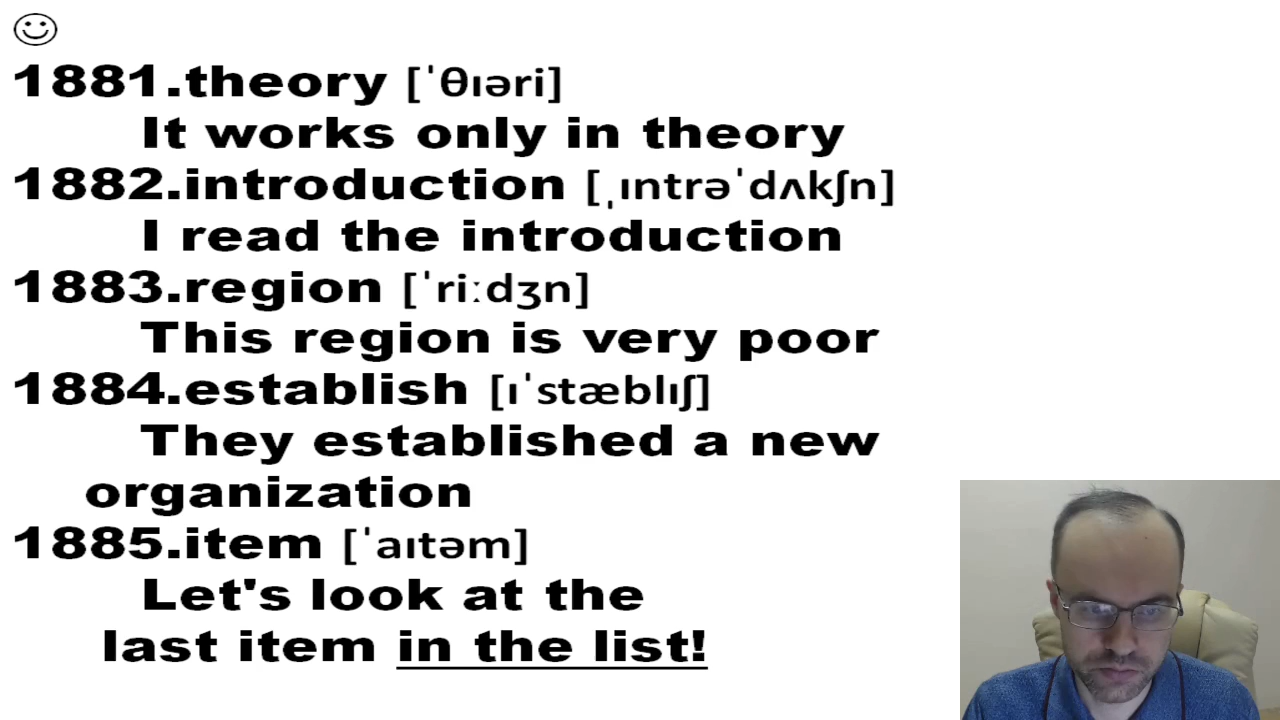 1881.theory [ˈθɪəri]
It works only in theory
1882.introduction [ˌɪntrəˈdʌkʃn]
I read the introduction
1883.region [ˈriːdʒn]
This region is very poor
1884.establish [ɪˈstæblɪʃ]
They established a new
organization
1885.item [ˈaɪtəm]
Let's look at the
last item in the list!